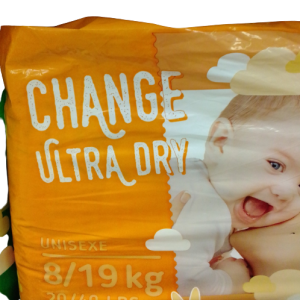 CHANGE
ULTRA DRY
UNISEXE
8/19 kg